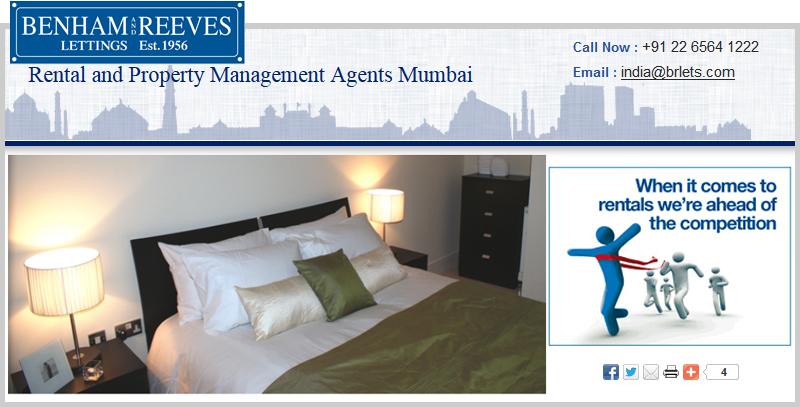 BENHAM AND REEVES
LETTINGS Est.1956
Rental and Property Management Agents Mumbai
Call Now : +91 22 6564 1222
Email : india@brlets.com
When it comes to
rentals we're ahead of
the competition
4